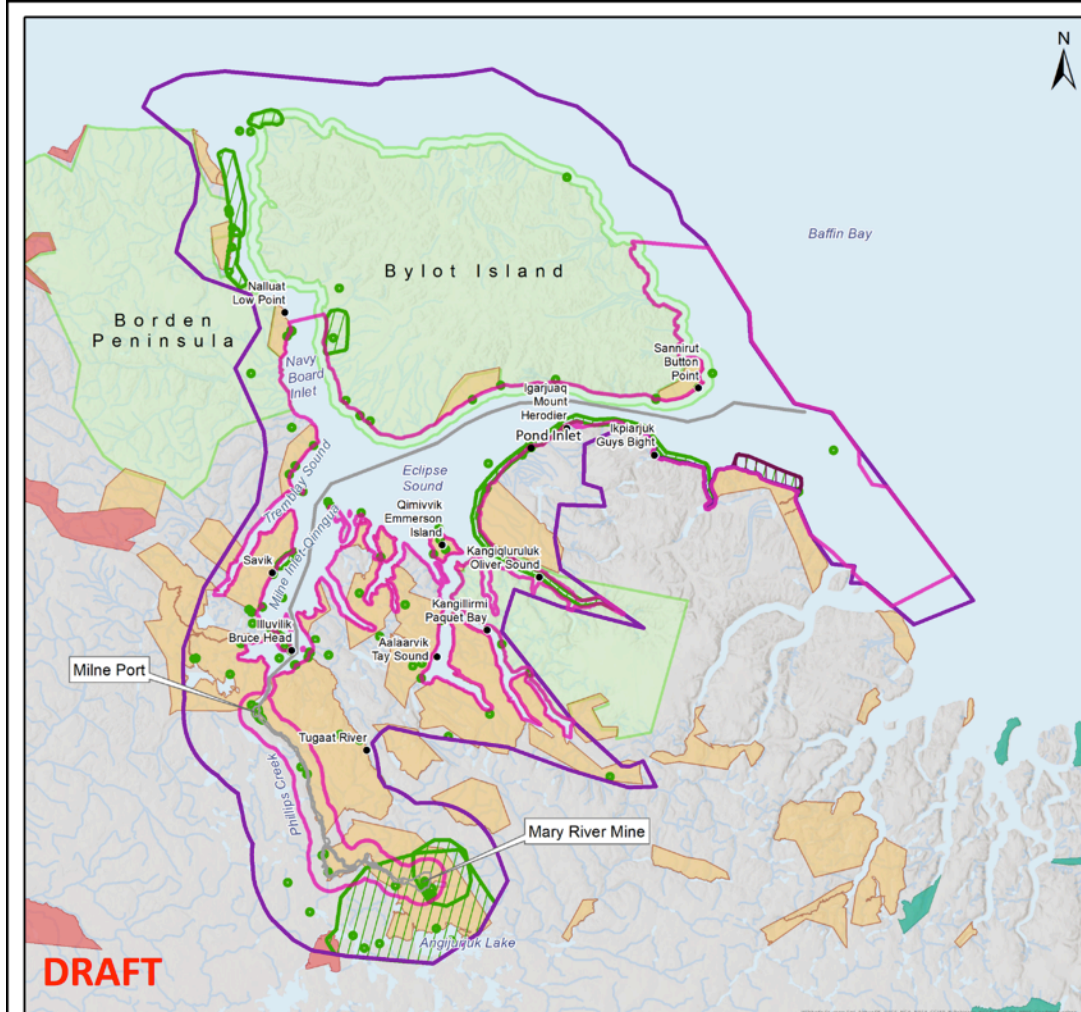 N
Baffin Bay
Bylot Island
Nalluat
Low Point
Borden
Peninsula
Navy
Board
Inlet
Sannirut
Button
Point
Igarjuaq
Mount
Herodier
Pond Inlet
Ikpiarjuk
Guys Bight
Eclipse
Sound
Tremblay Sound
Qimivvik
Emmerson
Island
Savik
Milne Inlet-Qinngua
Kangiqluruluk
Oliver Sound
Kangillirmi
Paquet Bay
Illuvilik
Bruce Head
Aalaarvik
Tay Sound
Milne Port
Tugaat River
Phillips Creek
Mary River Mine
Angijurjuk Lake
DRAFT